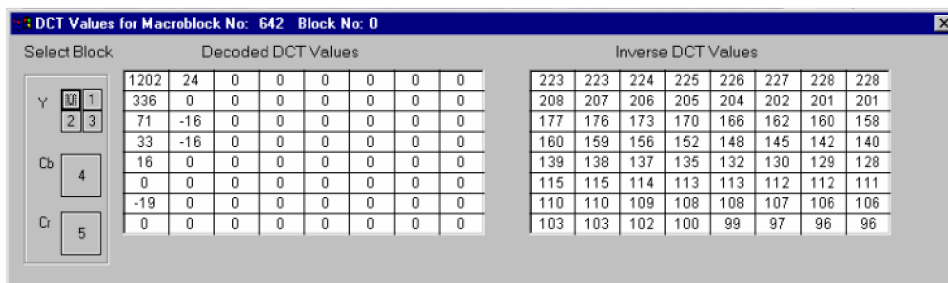 DCT Values for Macroblock No: 642 Block No: 0
Select Block Decoded DCT Values Inverse DCT Values
1202 24 0 0 0 0 0 0 223 223 224 225 226 227 228 228
Y 0 1 336 0 0 0 0 0 0 0 208 207 206 205 204 202 201 201
2 3 71 -16 0 0 0 0 0 0 177 176 173 170 166 162 160 158
33 -16 0 0 0 0 0 0 160 159 156 152 148 145 142 140
Cb 4 16 0 0 0 0 0 0 0 139 138 137 135 132 130 129 128
0 0 0 0 0 0 0 0 115 115 114 113 113 112 112 111
-19 0 0 0 0 0 0 0 110 110 109 108 108 107 106 106
Cr 5 0 0 0 0 0 0 0 0 103 103 102 100 99 97 96 96